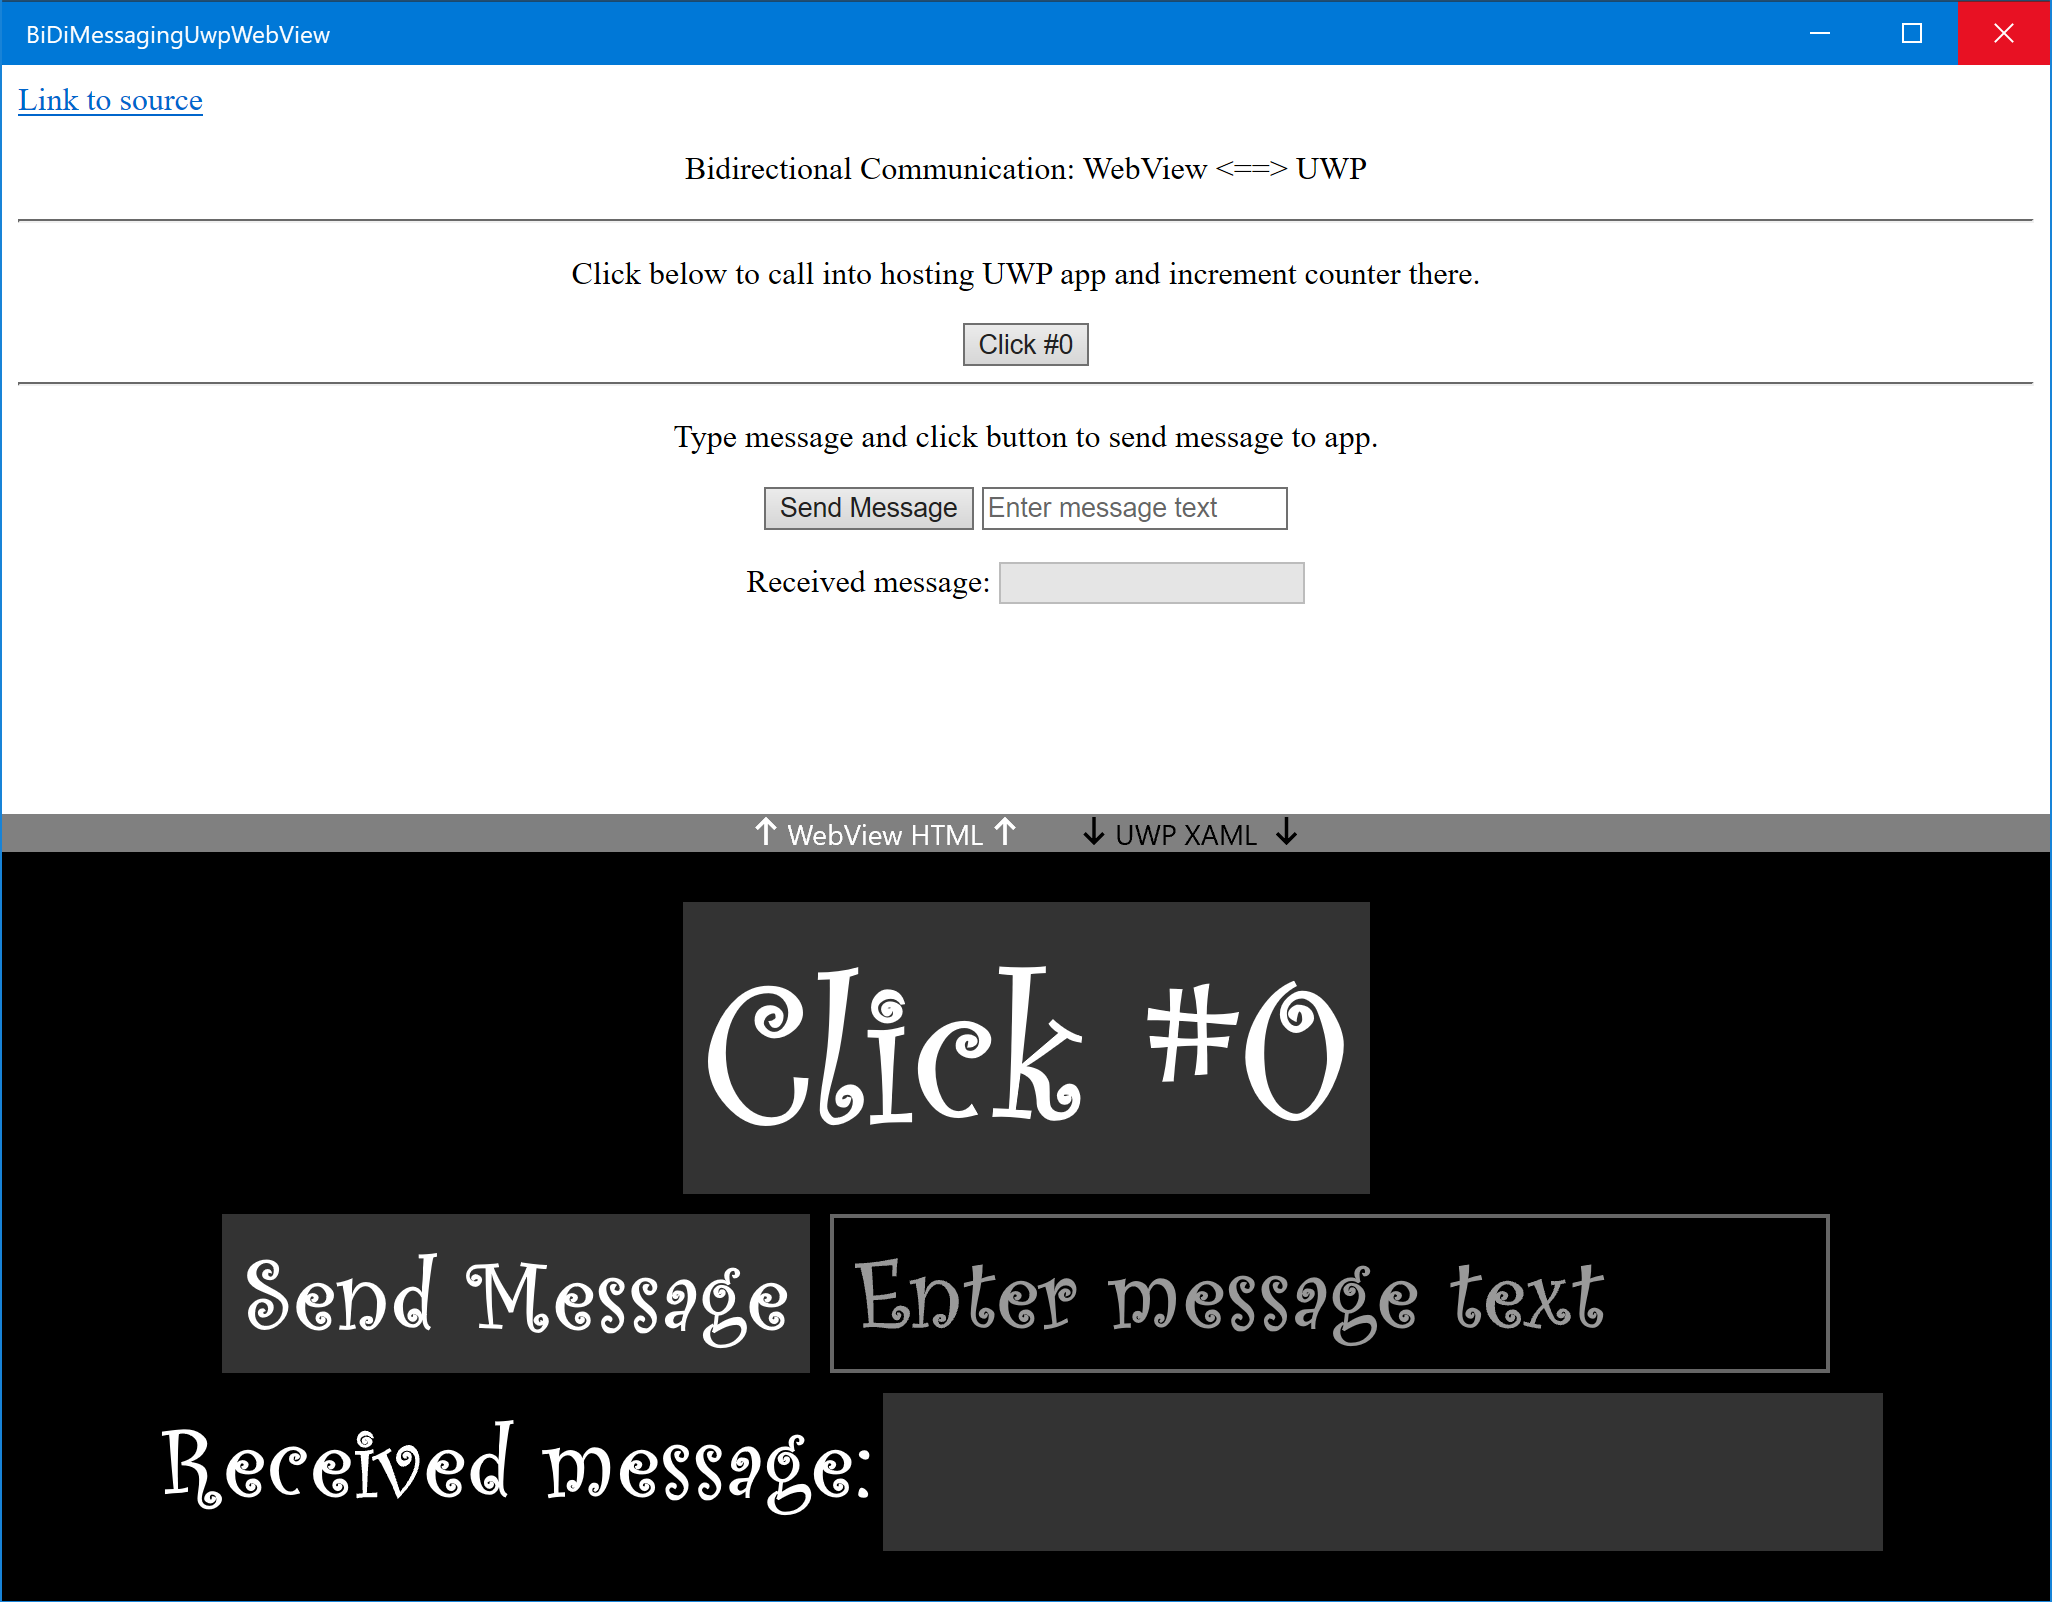 BiDiMessagingUwpWebView
Link to source
Bidirectional Communication: WebView <==> UWP
Click below to call into hosting UWP app and increment counter there.
Click #0
Type message and click button to send message to app.
Send Message Enter message text
Received message:
↑ WebView HTML ↑ ↓ UWP XAML ↓
Click #0
Send Message Enter message text
Received message: